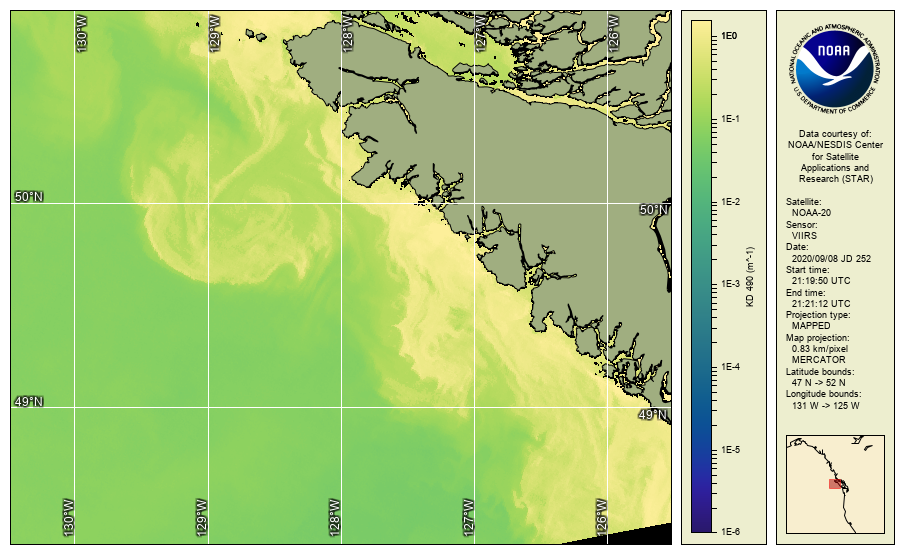 130°W
129°W
128°W
127°W
126°W
50°N
50°N
49°N
49°N
130°W
129°W
128°W
127°W
126°W
1E0
1E-1
1E-2
1E-3
1E-4
1E-5
1E-6
KD 490 (m^-1)
NATIONAL OCEANIC AND ATMOSPHERIC ADMINISTRATION
NOAA
U.S. DEPARTMENT OF COMMERCE
Data courtesy of:
NOAA/NESDIS Center
for Satellite
Applications and
Research (STAR)
Satellite:
NOAA-20
Sensor:
VIIRS
Date:
2020/09/08 JD 252
Start time:
21:19:50 UTC
End time:
21:21:12 UTC
Projection type:
MAPPED
Map projection:
0.83 km/pixel
MERCATOR
Latitude bounds:
47 N -> 52 N
Longitude bounds:
131 W -> 125 W